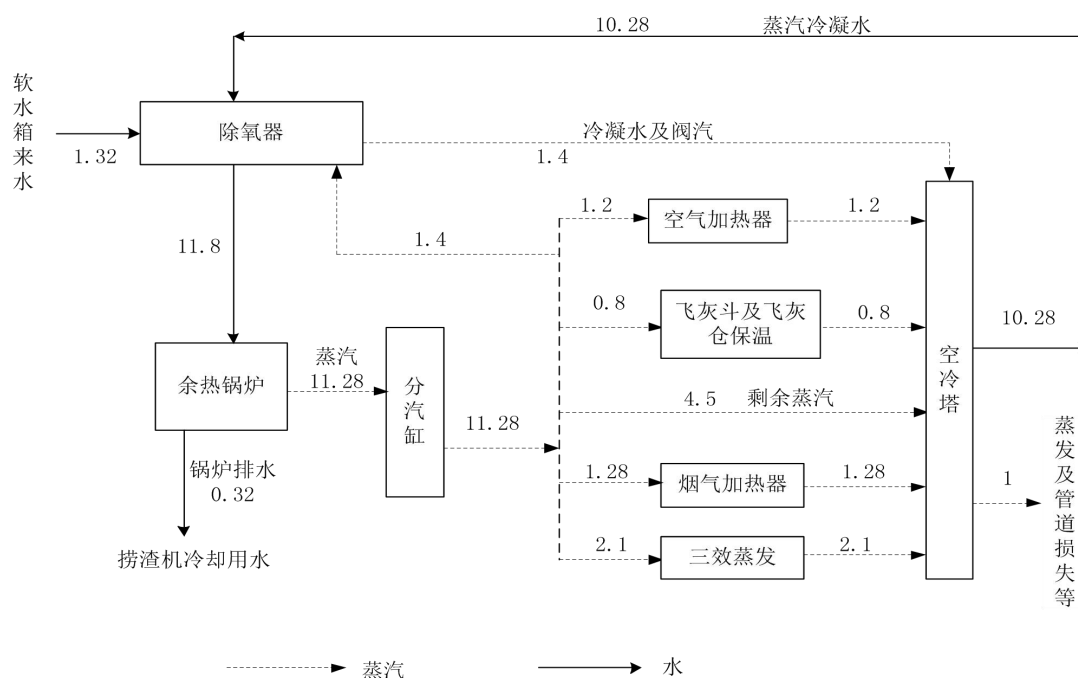 10.28
蒸汽冷凝水
软水箱来水
1.32
除氧器
冷凝水及阀汽
1.4
1.4
11.8
1.2
空气加热器
1.2
0.8
飞灰斗及飞灰
仓保温
0.8
空冷塔
10.28
余热锅炉
蒸汽
11.28
分汽缸
11.28
4.5
剩余蒸汽
锅炉排水
0.32
捞渣机冷却用水
1.28
烟气加热器
1.28
2.1
三效蒸发
2.1
1
蒸发及管道损失等
蒸汽
水